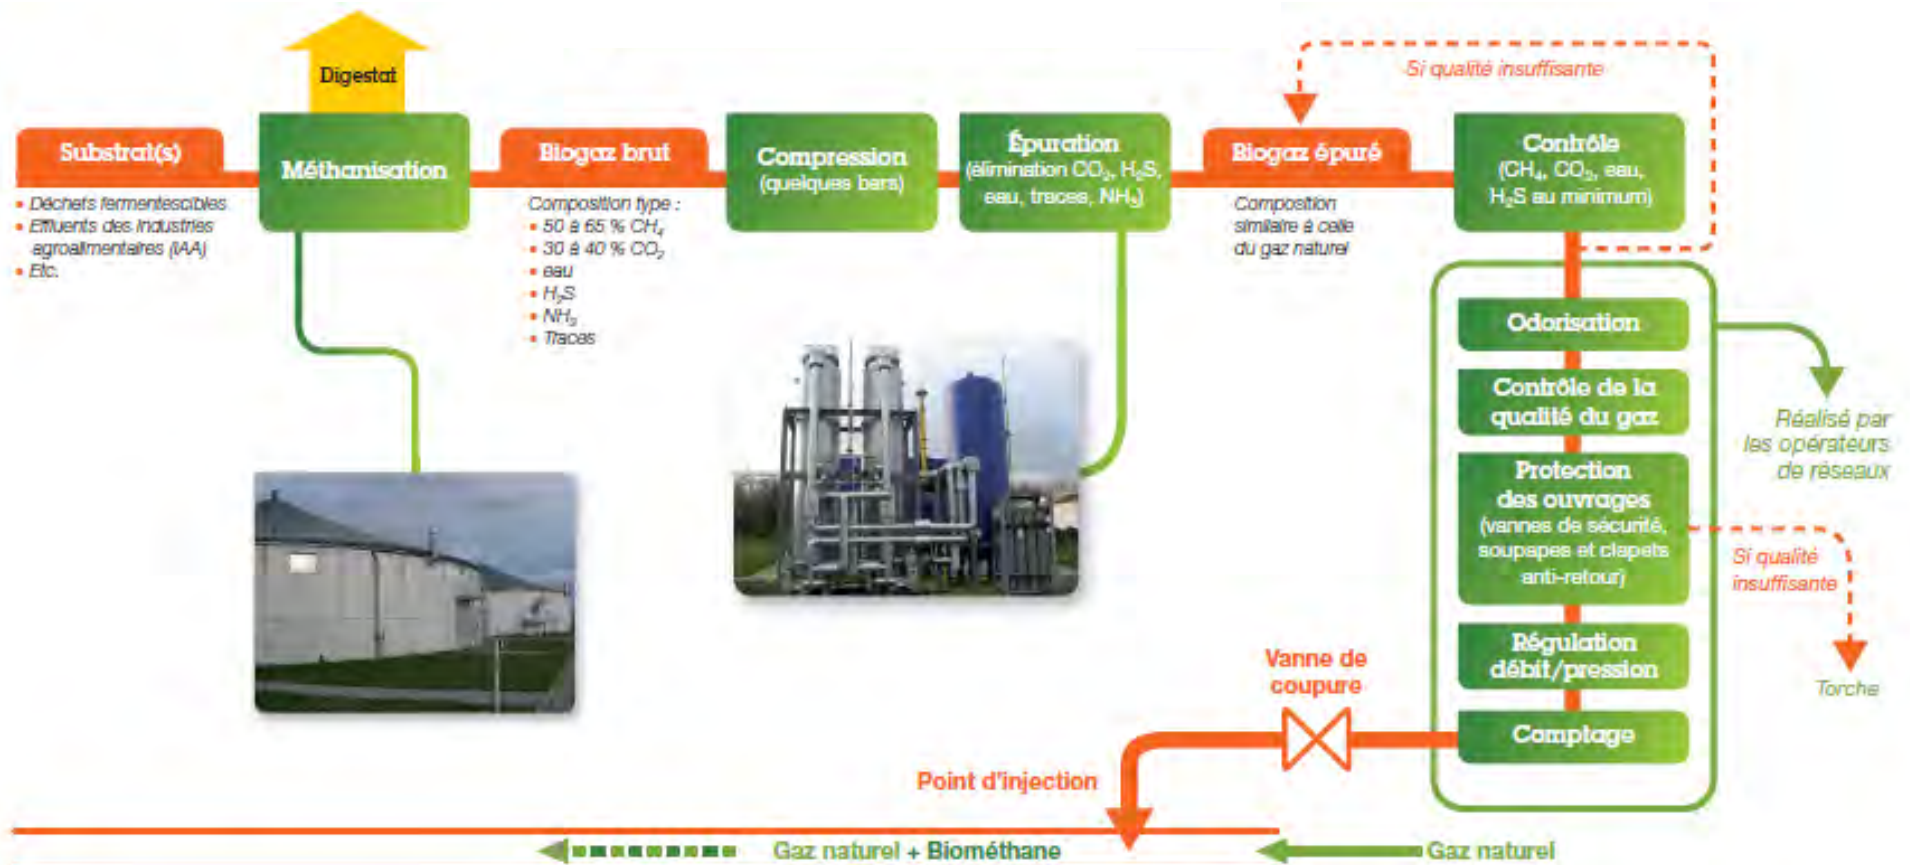 Digestat
Si qualité insuffisante
Substrat(s)
Méthanisation
Biogaz brut
Compression
(quelques bars)
Épuration
(élimination CO₂, H₂S,
eau, traces, NH₃)
Biogaz épuré
Contrôle
(CH₄, CO₂, eau,
H₂S au minimum)
• Déchets fermentescibles
• Effluents des industries
agroalimentaires (IAA)
• Etc.
Composition type :
• 50 à 65 % CH₄
• 30 à 40 % CO₂
• eau
• H₂S
• NH₃
• Traces
Composition
similaire à celle
du gaz naturel
Odorisation
Contrôle de la
qualité du gaz
Protection
des ouvrages
(vannes de sécurité,
soupapes et clapets
anti-retour)
Régulation
débit/pression
Comptage
Réalisé par
les opérateurs
de réseaux
Si qualité
insuffisante
Torche
Vanne de
coupure
Point d'injection
Gaz naturel + Biométhane
Gaz naturel